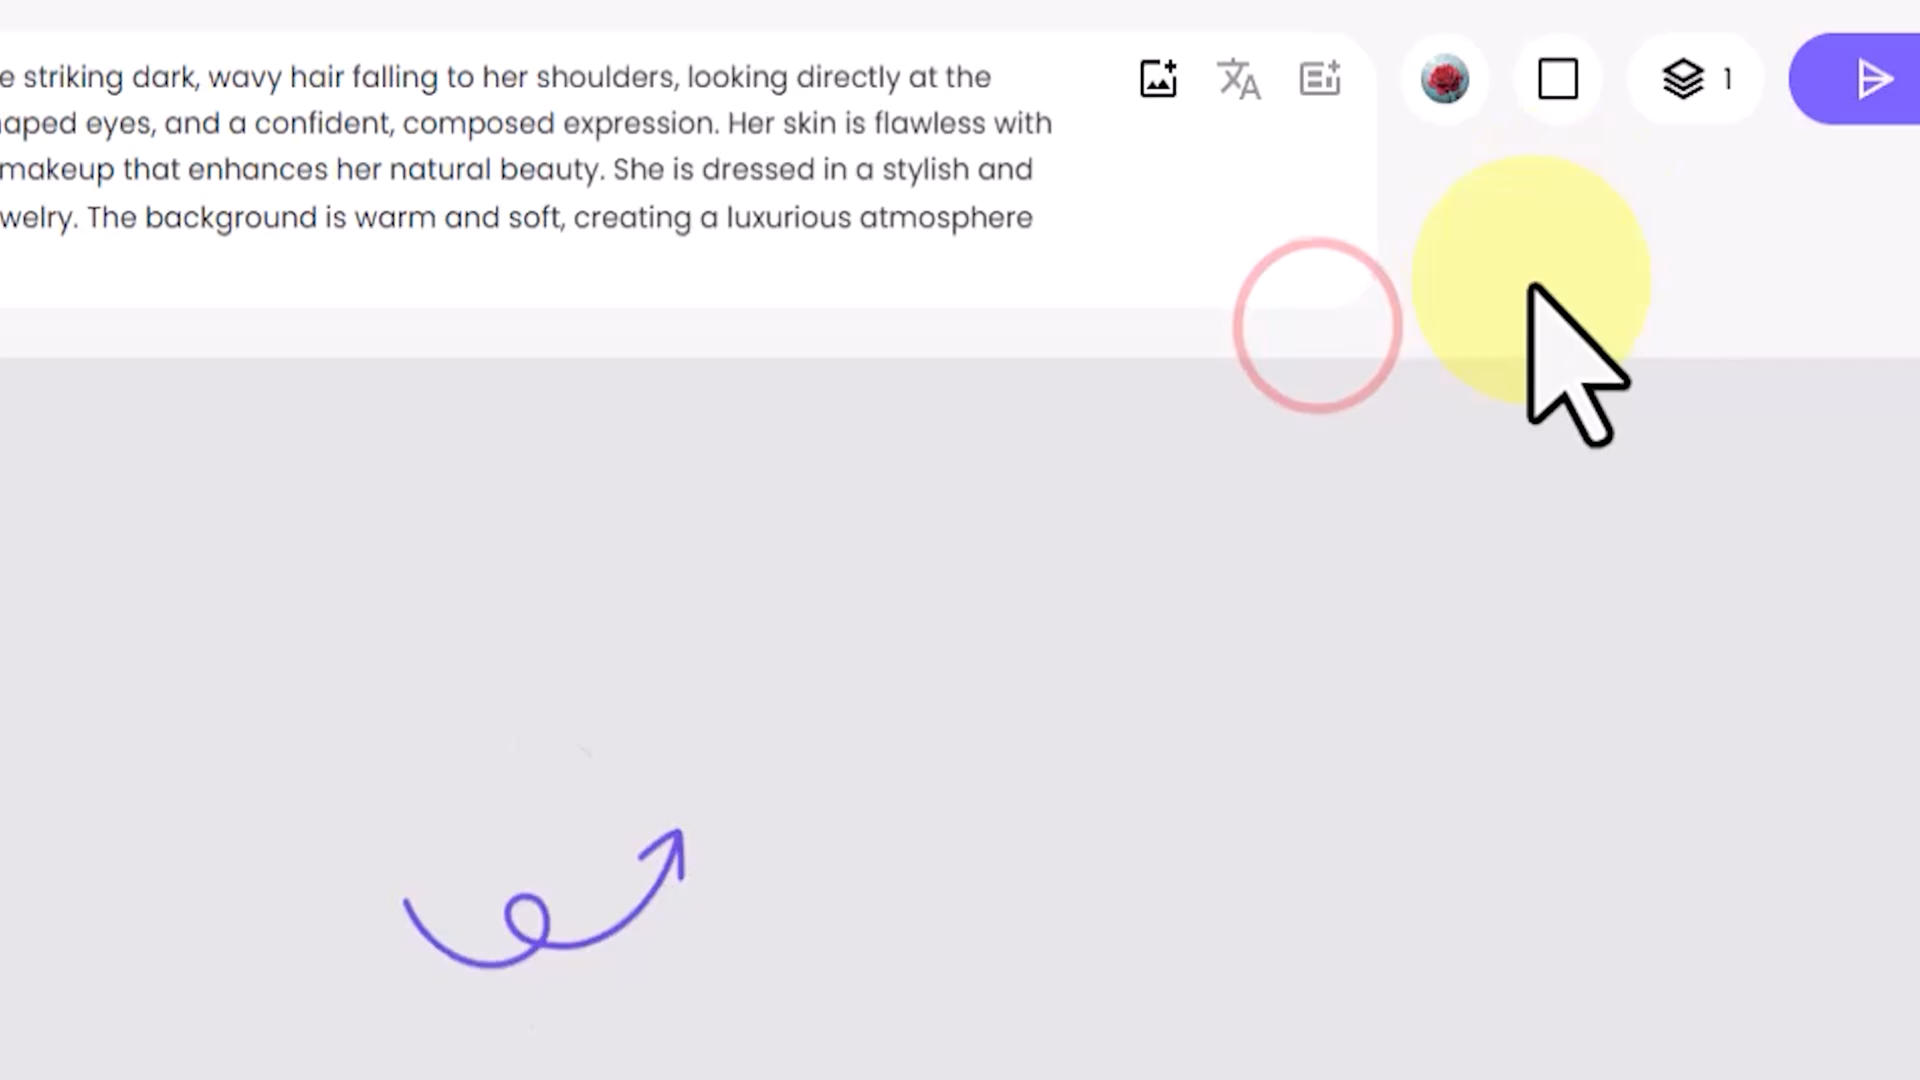 striking dark, wavy hair falling to her shoulders, looking directly at the
eyes, and a confident, composed expression. Her skin is flawless with
makeup that enhances her natural beauty. She is dressed in a stylish and
The background is warm and soft, creating a luxurious atmosphere
1